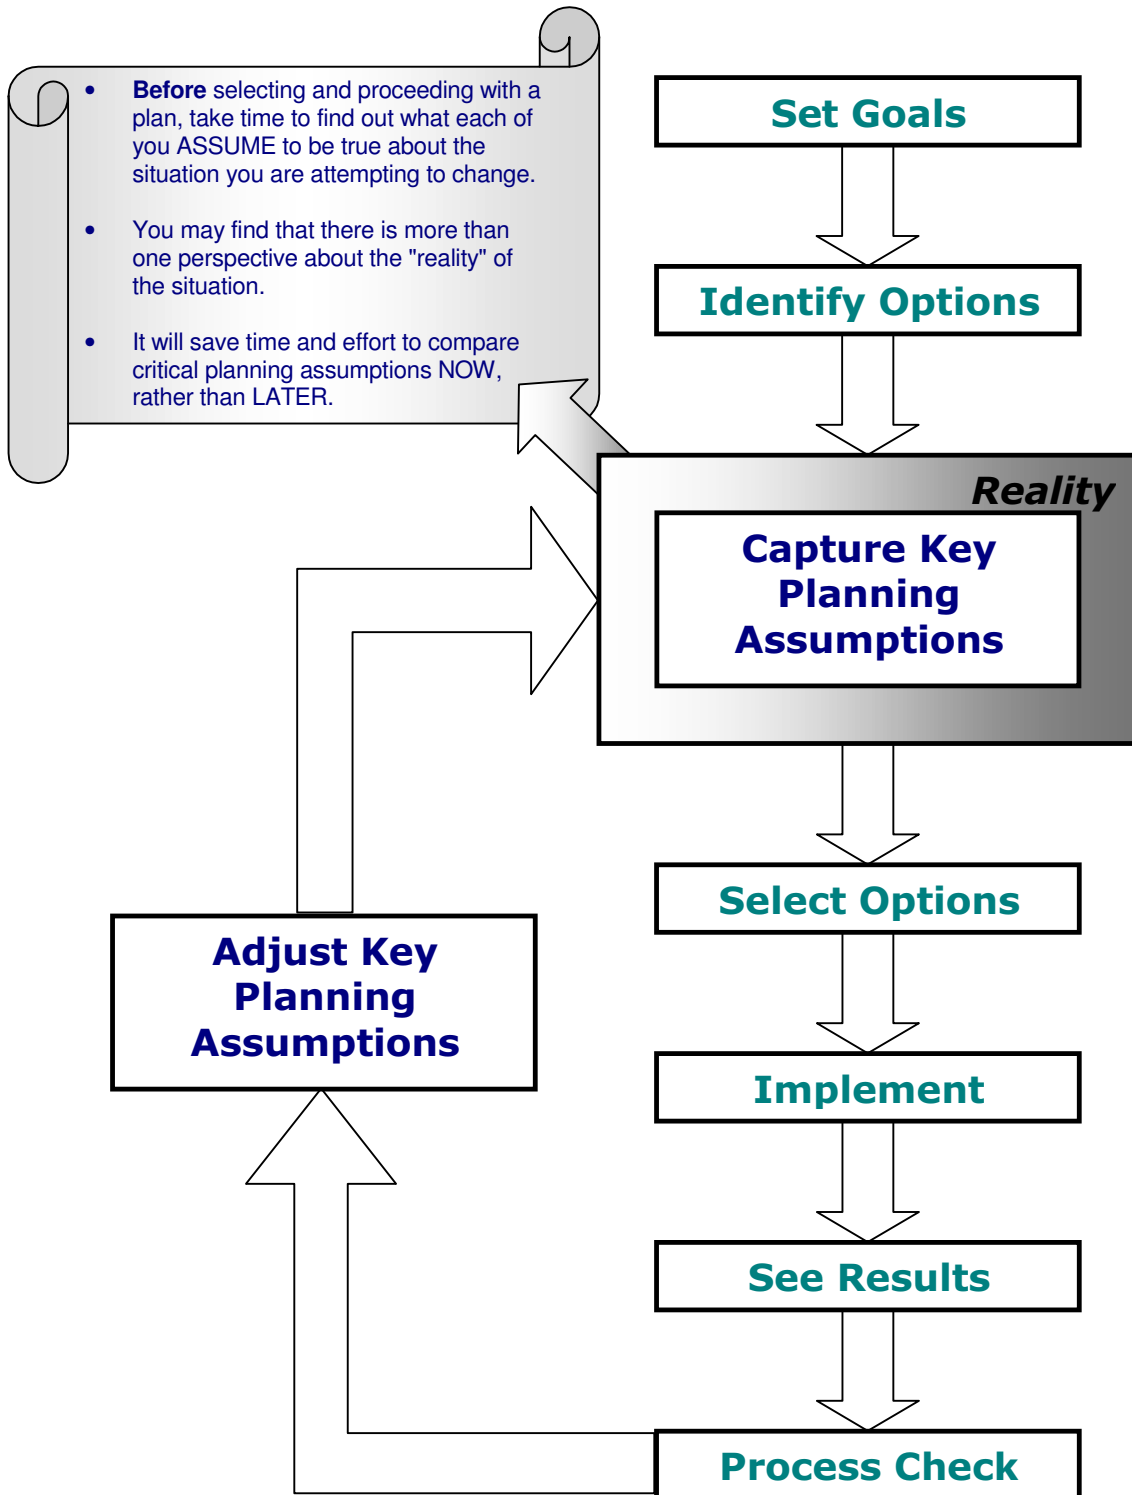 • Before selecting and proceeding with a
plan, take time to find out what each of
you ASSUME to be true about the
situation you are attempting to change.
• You may find that there is more than
one perspective about the "reality" of
the situation.
• It will save time and effort to compare
critical planning assumptions NOW,
rather than LATER.
Set Goals
Identify Options
Reality
Capture Key
Planning
Assumptions
Select Options
Adjust Key
Planning
Assumptions
Implement
See Results
Process Check